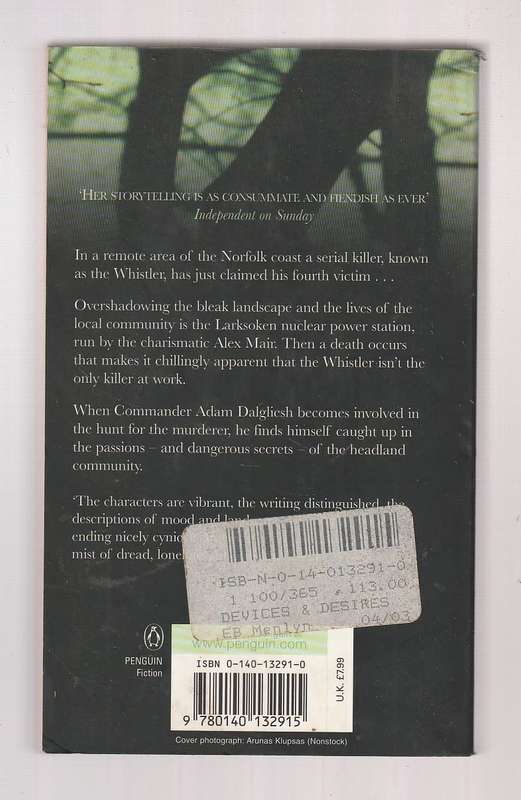 ‘HER STORYTELLING IS AS CONSUMMATE AND FIENDISH AS EVER’
Independent on Sunday
In a remote area of the Norfolk coast a serial killer, known
as the Whistler, has just claimed his fourth victim . . .
Overshadowing the bleak landscape and the lives of the
local community is the Larksoken nuclear power station,
run by the charismatic Alex Mair. Then a death occurs
that makes it chillingly apparent that the Whistler isn't the
only killer at work.
When Commander Adam Dalgliesh becomes involved in
the hunt for the murderer, he finds himself caught up in
the passions – and dangerous secrets – of the headland
community.
‘The characters are vibrant, the writing distinguished, the
descriptions of mood and
ending nicely
mist of dread,
ISB-N-0-14-013291-0
1 100/365 113.00
DEVICES & DESIRES
EB Menlyn 04/03
www.penguin.com
PENGUIN
Fiction
ISBN 0-140-13291-0
9 780140 132915
U.K. £7.99
Cover photograph: Arunas Klupsas (Nonstock)